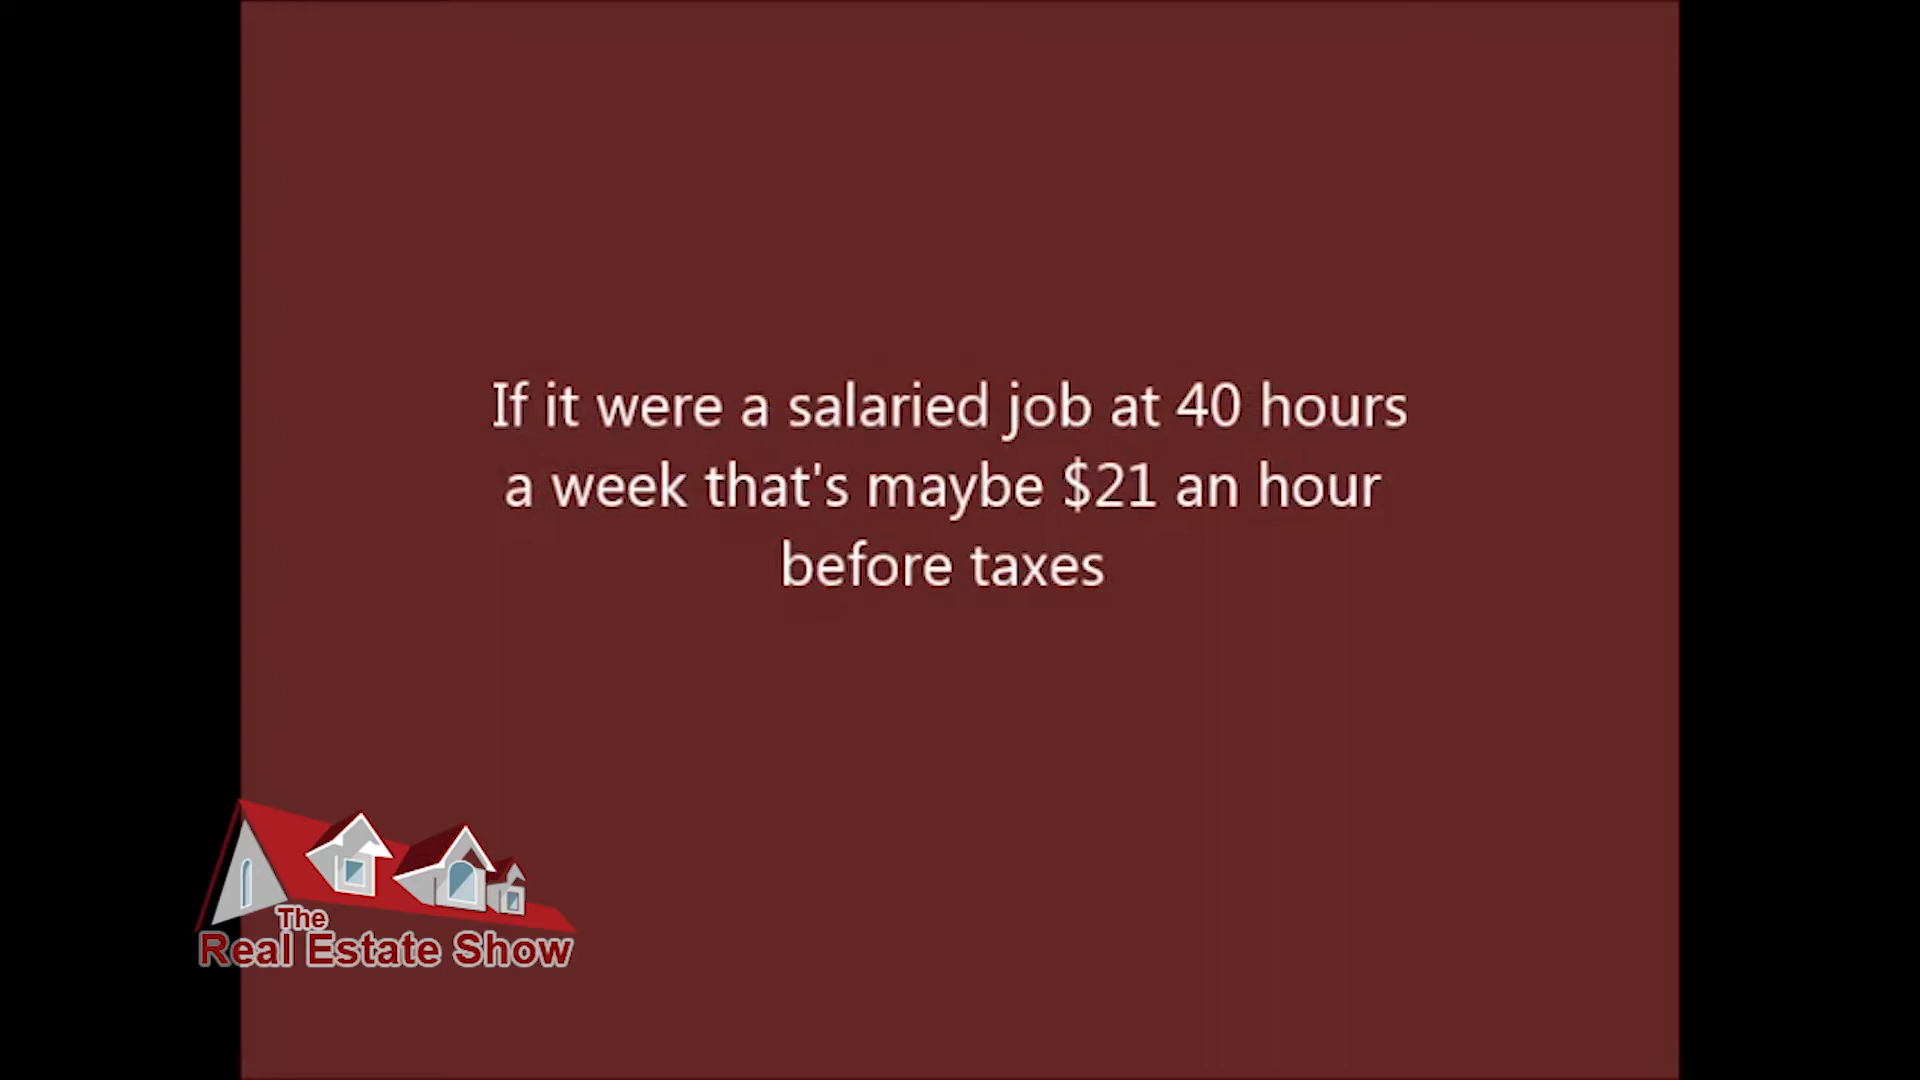 If it were a salaried job at 40 hours
a week that's maybe $21 an hour
before taxes
The
Real Estate Show